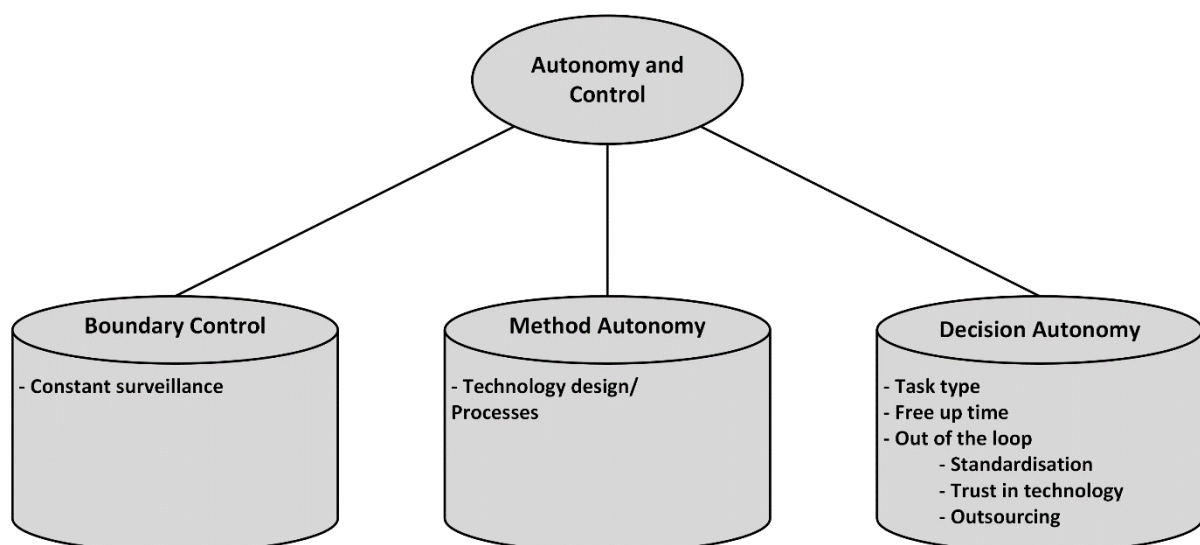 Autonomy and
Control
Boundary Control
- Constant surveillance
Method Autonomy
- Technology design/
Processes
Decision Autonomy
- Task type
- Free up time
- Out of the loop
- Standardisation
- Trust in technology
- Outsourcing